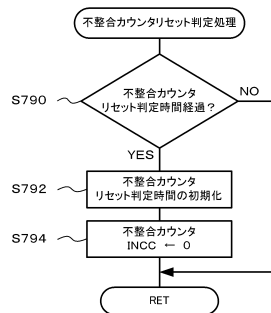 不整合カウンタリセット判定処理
不整合カウンタ
リセット判定時間経過？
S790
NO
YES
不整合カウンタ
リセット判定時間の初期化
S792
不整合カウンタ
INCC ← 0
S794
RET